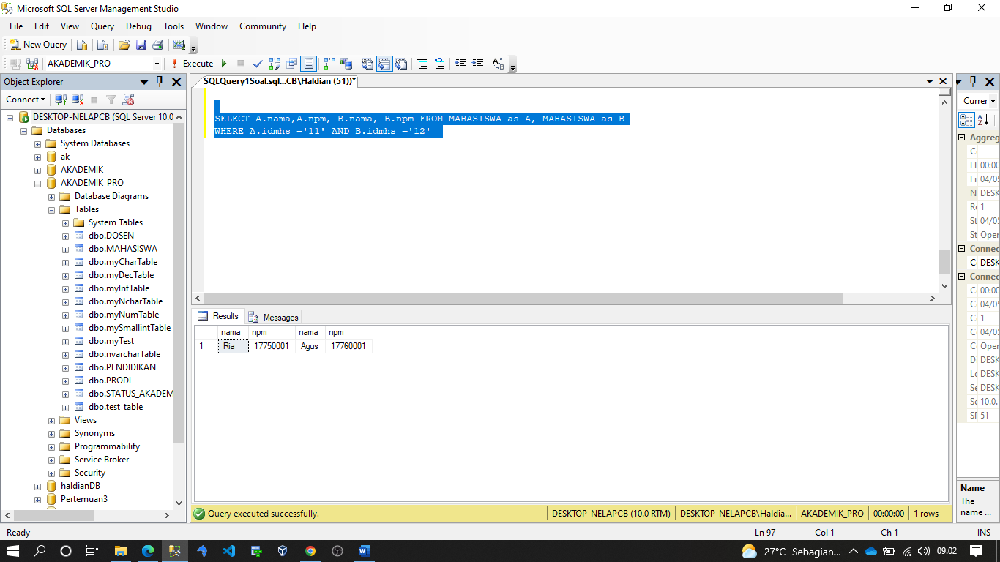 Microsoft SQL Server Management Studio
File Edit View Query Debug Tools Window Community Help
New Query
AKADEMIK_PRO
Execute
Object Explorer
Connect
DESKTOP-NELAPCB (SQL Server 10.0
Databases
System Databases
ak
AKADEMIK
AKADEMIK_PRO
Database Diagrams
Tables
System Tables
dbo.DOSEN
dbo.MAHASISWA
dbo.myCharTable
dbo.myDecTable
dbo.myIntTable
dbo.myNcharTable
dbo.myNumTable
dbo.mySmallintTable
dbo.myTest
dbo.nvarcharTable
dbo.PENDIDIKAN
dbo.PRODI
dbo.STATUS_AKADEM
dbo.test_table
Views
Synonyms
Programmability
Service Broker
Security
haldianDB
Pertemuan3
SQLQuery1Soal.sql...CB\Haldian (51))*
SELECT A.nama,A.npm, B.nama, B.npm FROM MAHASISWA as A, MAHASISWA as B
WHERE A.idmhs ='11' AND B.idmhs ='12'
Results Messages
nama npm nama npm
1 Ria 17750001 Agus 17760001
Query executed successfully.
DESKTOP-NELAPCB (10.0 RTM) DESKTOP-NELAPCB\Haldia... AKADEMIK_PRO 00:00:00 1 rows
Currer
Aggreg
C
El 00:00
Fi 04/05
N DESK
Re 1
St 04/05
St Oper
Connec
C DESK
Connec
C 00:00
C 04/05
C 1
C 04/05
C Oper
D DESK
Lo DESK
Se DESK
Se 10.0.
SP 51
Name
The
name ...
Ready
Ln 97 Col 1 Ch 1 INS
27°C Sebagian...
09.02